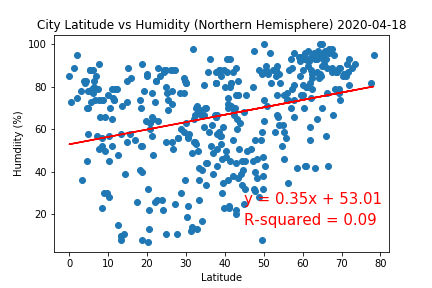 City Latitude vs Humidity (Northern Hemisphere) 2020-04-18
100
80
60
40
20
Humdiity (%)
y = 0.35x + 53.01
R-squared = 0.09
0 10 20 30 40 50 60 70 80
Latitude